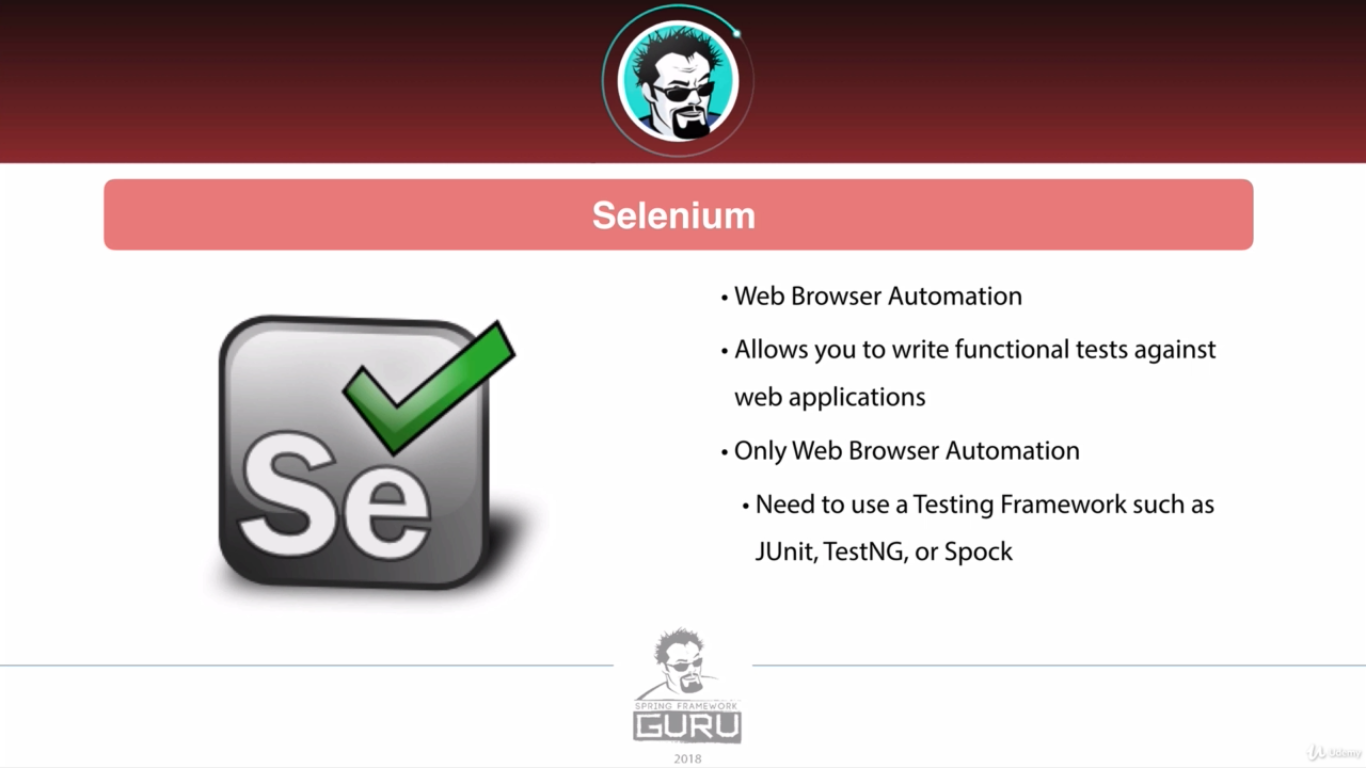 Selenium
Se
• Web Browser Automation
• Allows you to write functional tests against
web applications
• Only Web Browser Automation
• Need to use a Testing Framework such as
JUnit, TestNG, or Spock
SPRING FRAMEWORK
GURU
2018
Udemy